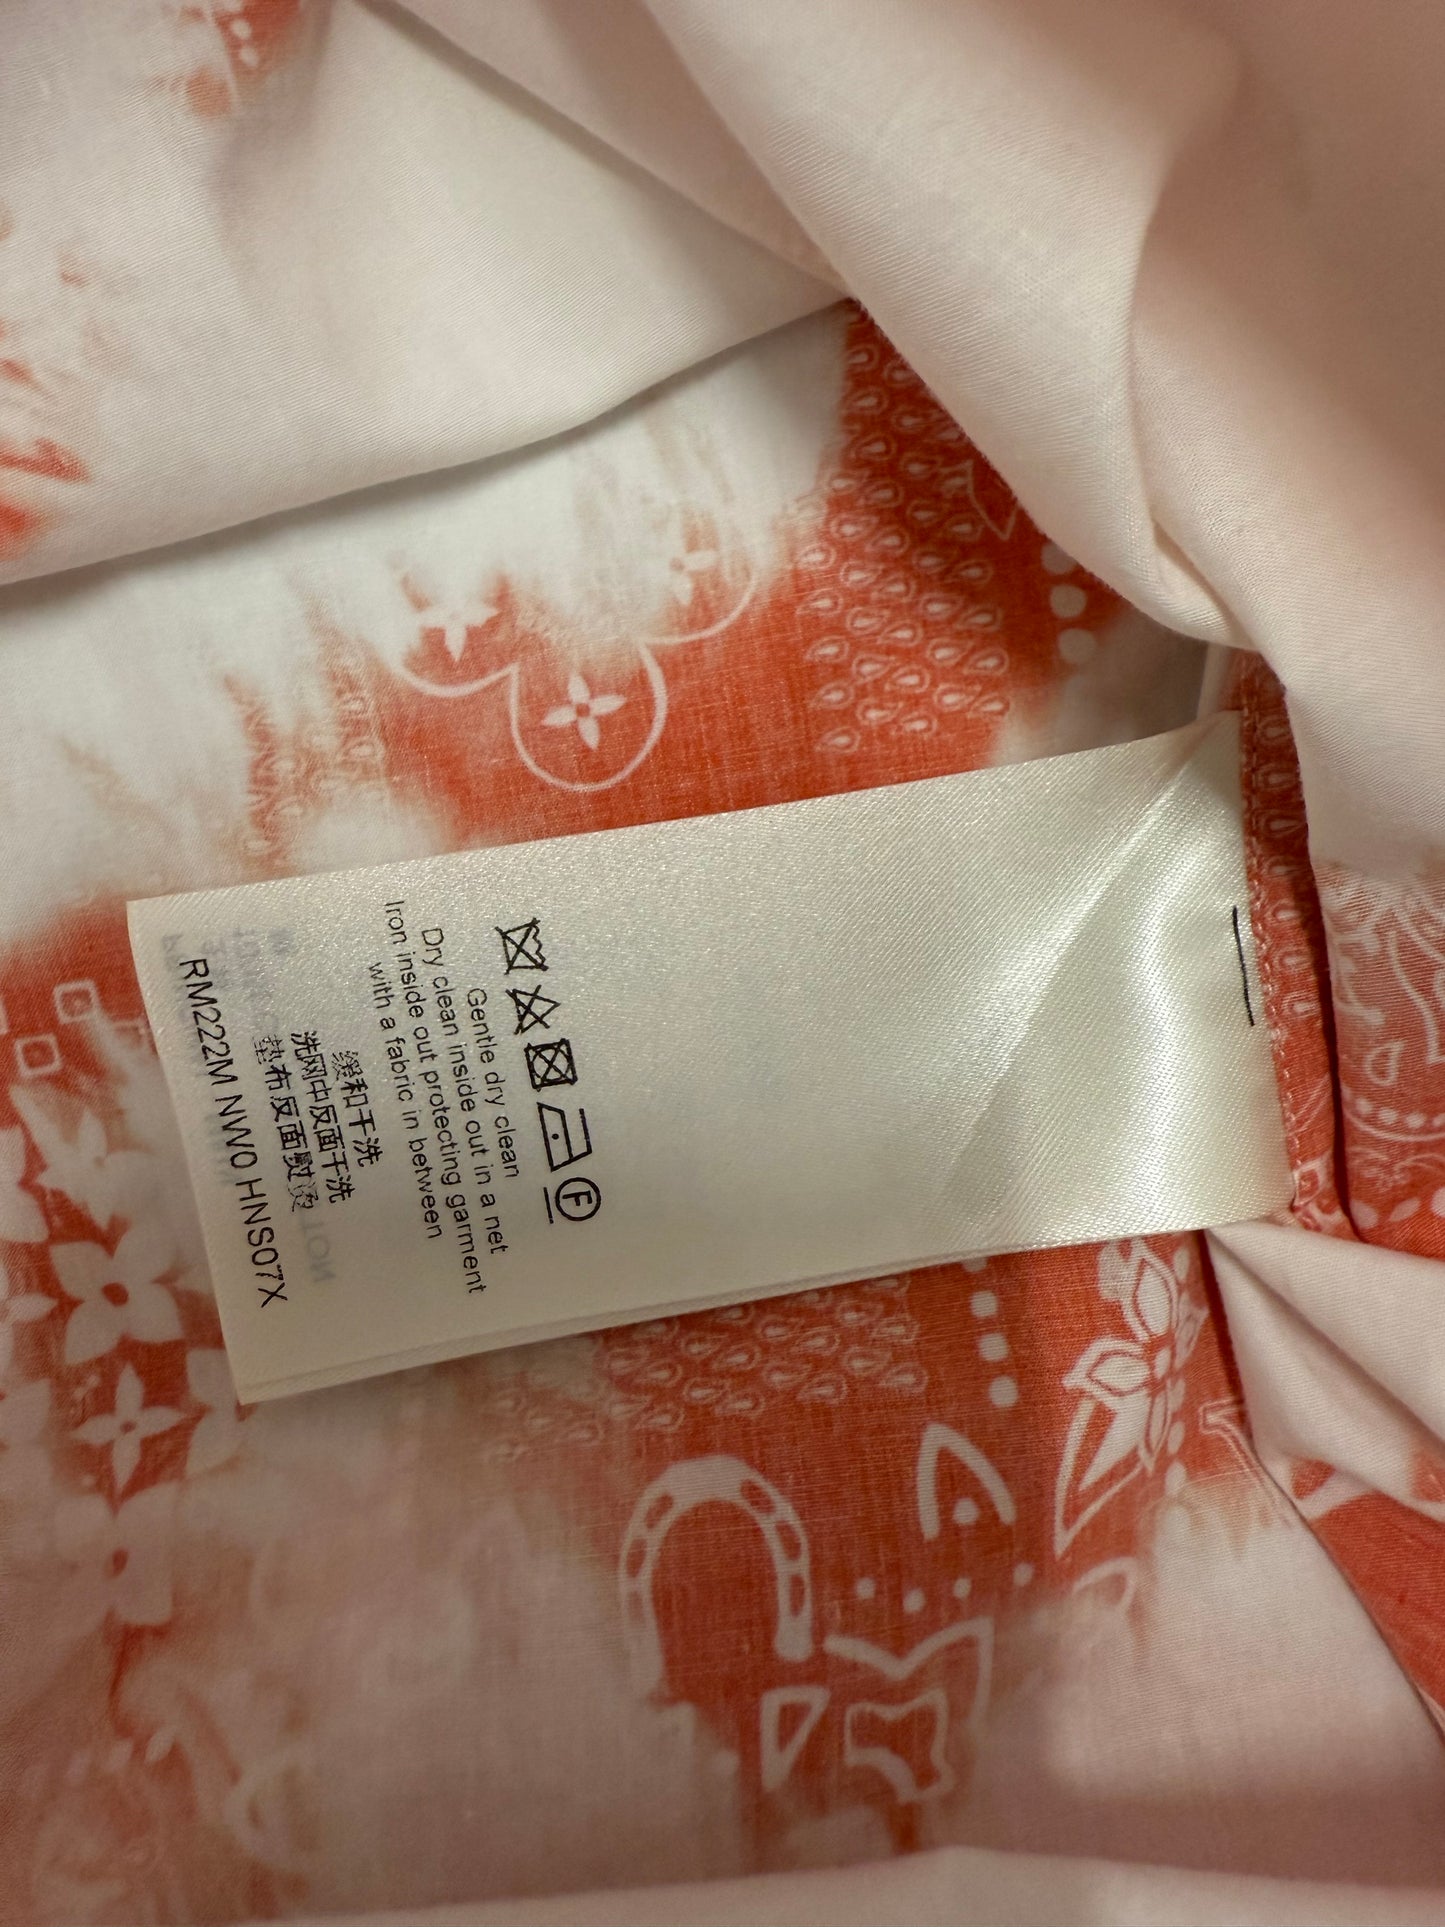 Gentle dry clean
Dry clean inside out in a net
Iron inside out protecting garment
with a fabric in between
缓和干洗
洗网中反面干洗
垫布反面熨烫
RM222M NW0 HNS07X